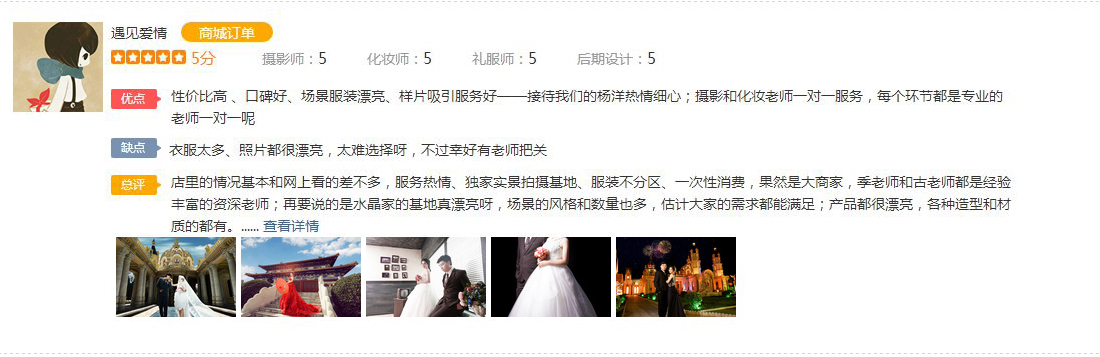 遇见爱情 商城订单
5分 摄影师：5 化妆师：5 礼服师：5 后期设计：5
优点 性价比高 、口碑好、场景服装漂亮、样片吸引服务好——接待我们的杨洋热情细心；摄影和化妆老师一对一服务，每个环节都是专业的
老师一对一呢
缺点 衣服太多、照片都很漂亮，太难选择呀，不过幸好有老师把关
总评 店里的情况基本和网上看的差不多，服务热情、独家实景拍摄基地、服装不分区、一次性消费，果然是大商家，季老师和古老师都是经验
丰富的资深老师；再要说的是水晶家的基地真漂亮呀，场景的风格和数量也多，估计大家的需求都能满足；产品都很漂亮，各种造型和材
质的都有。...... 查看详情